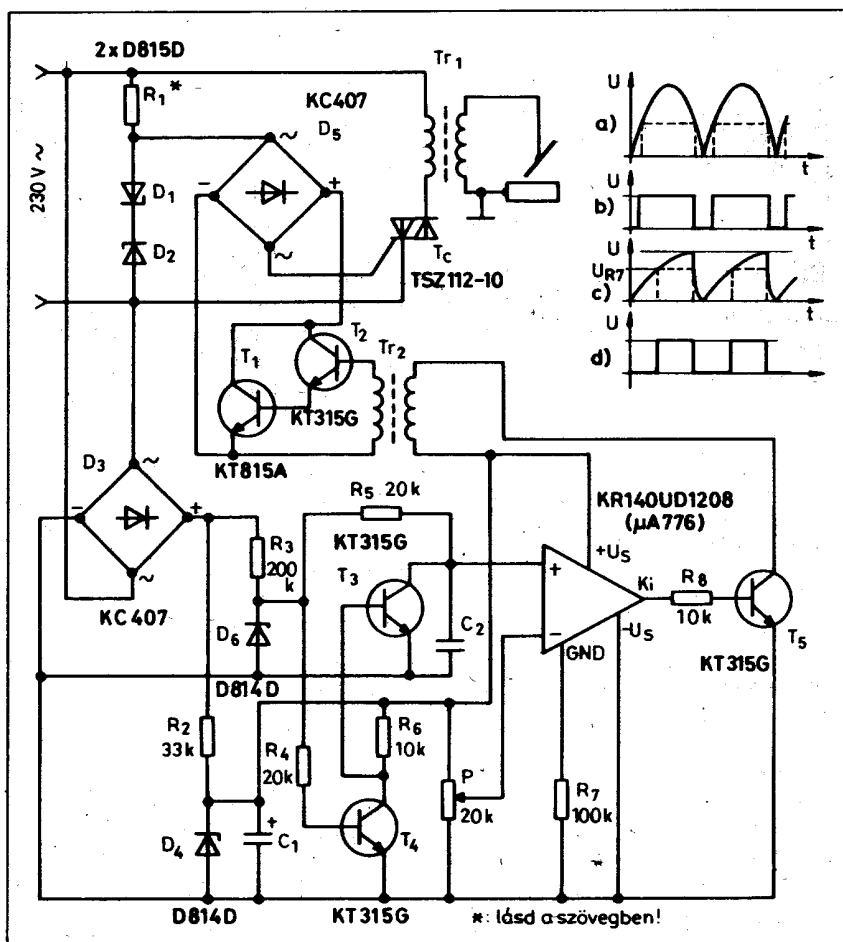 2xD815D
R1 *
KC407
D5
Tr1
230 V ~
D1
D2
~
-
+
~
Tc
TSZ112-10
a)
U
t
b)
U
c)
U
UR7
t
d)
U
T1
T2
Tr2
KT315G
KT815A
D3
~
-
+
~
KC407
R3
200
k
R5 20k
KT315G
T3
C2
D6
D814D
KR140UD1208
(µA776)
+US
+
-
Ki
-US
GND
R8
10k
T5
KT315G
R2
33k
R4
20k
R6
10k
P
20k
R7
100k
*
D4
+
C1
T4
D814D
KT315G
*: lásd a szövegben!